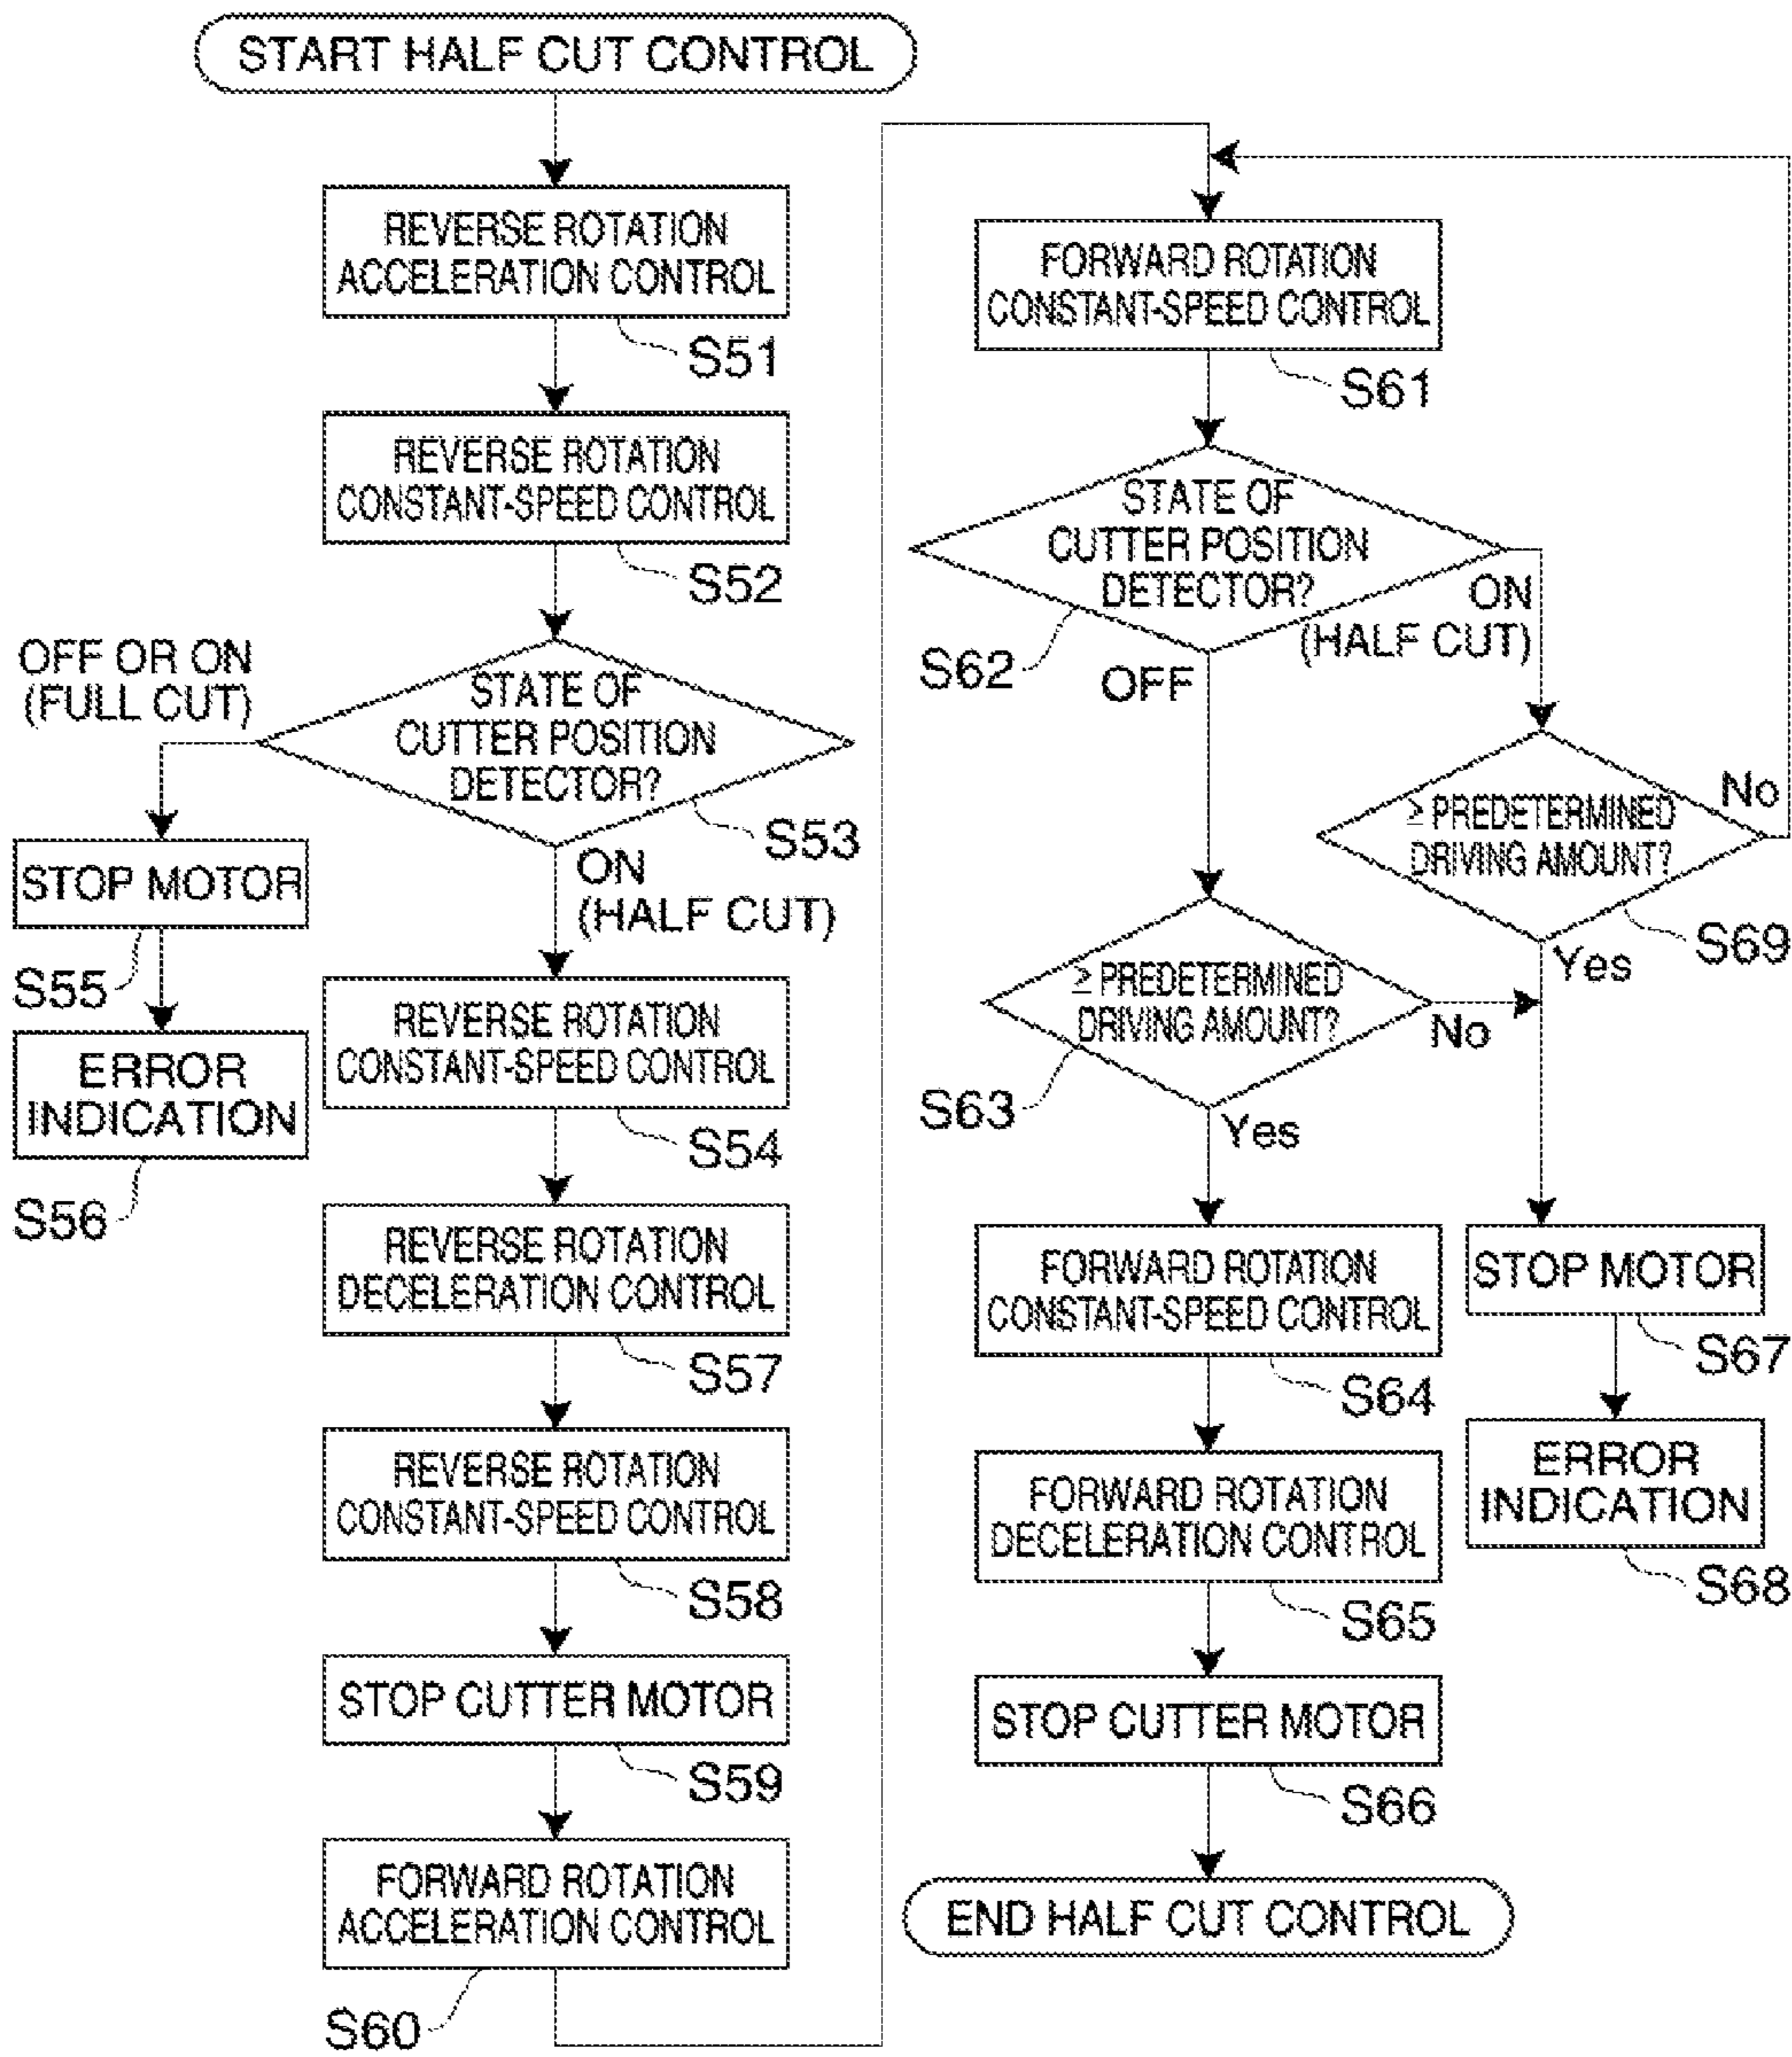 START HALF CUT CONTROL
REVERSE ROTATION
ACCELERATION CONTROL
S51
REVERSE ROTATION
CONSTANT-SPEED CONTROL
S52
OFF OR ON
(FULL CUT)
STATE OF
CUTTER POSITION
DETECTOR?
S53
STOP MOTOR
S55
ERROR
INDICATION
S56
ON
(HALF CUT)
REVERSE ROTATION
CONSTANT-SPEED CONTROL
S54
REVERSE ROTATION
DECELERATION CONTROL
S57
REVERSE ROTATION
CONSTANT-SPEED CONTROL
S58
STOP CUTTER MOTOR
S59
FORWARD ROTATION
ACCELERATION CONTROL
S60
FORWARD ROTATION
CONSTANT-SPEED CONTROL
S61
STATE OF
CUTTER POSITION
DETECTOR?
S62
ON
(HALF CUT)
OFF
≥ PREDETERMINED
DRIVING AMOUNT?
No
S69
Yes
≥ PREDETERMINED
DRIVING AMOUNT?
No
S63
Yes
FORWARD ROTATION
CONSTANT-SPEED CONTROL
S64
STOP MOTOR
S67
FORWARD ROTATION
DECELERATION CONTROL
S65
ERROR
INDICATION
S68
STOP CUTTER MOTOR
S66
END HALF CUT CONTROL